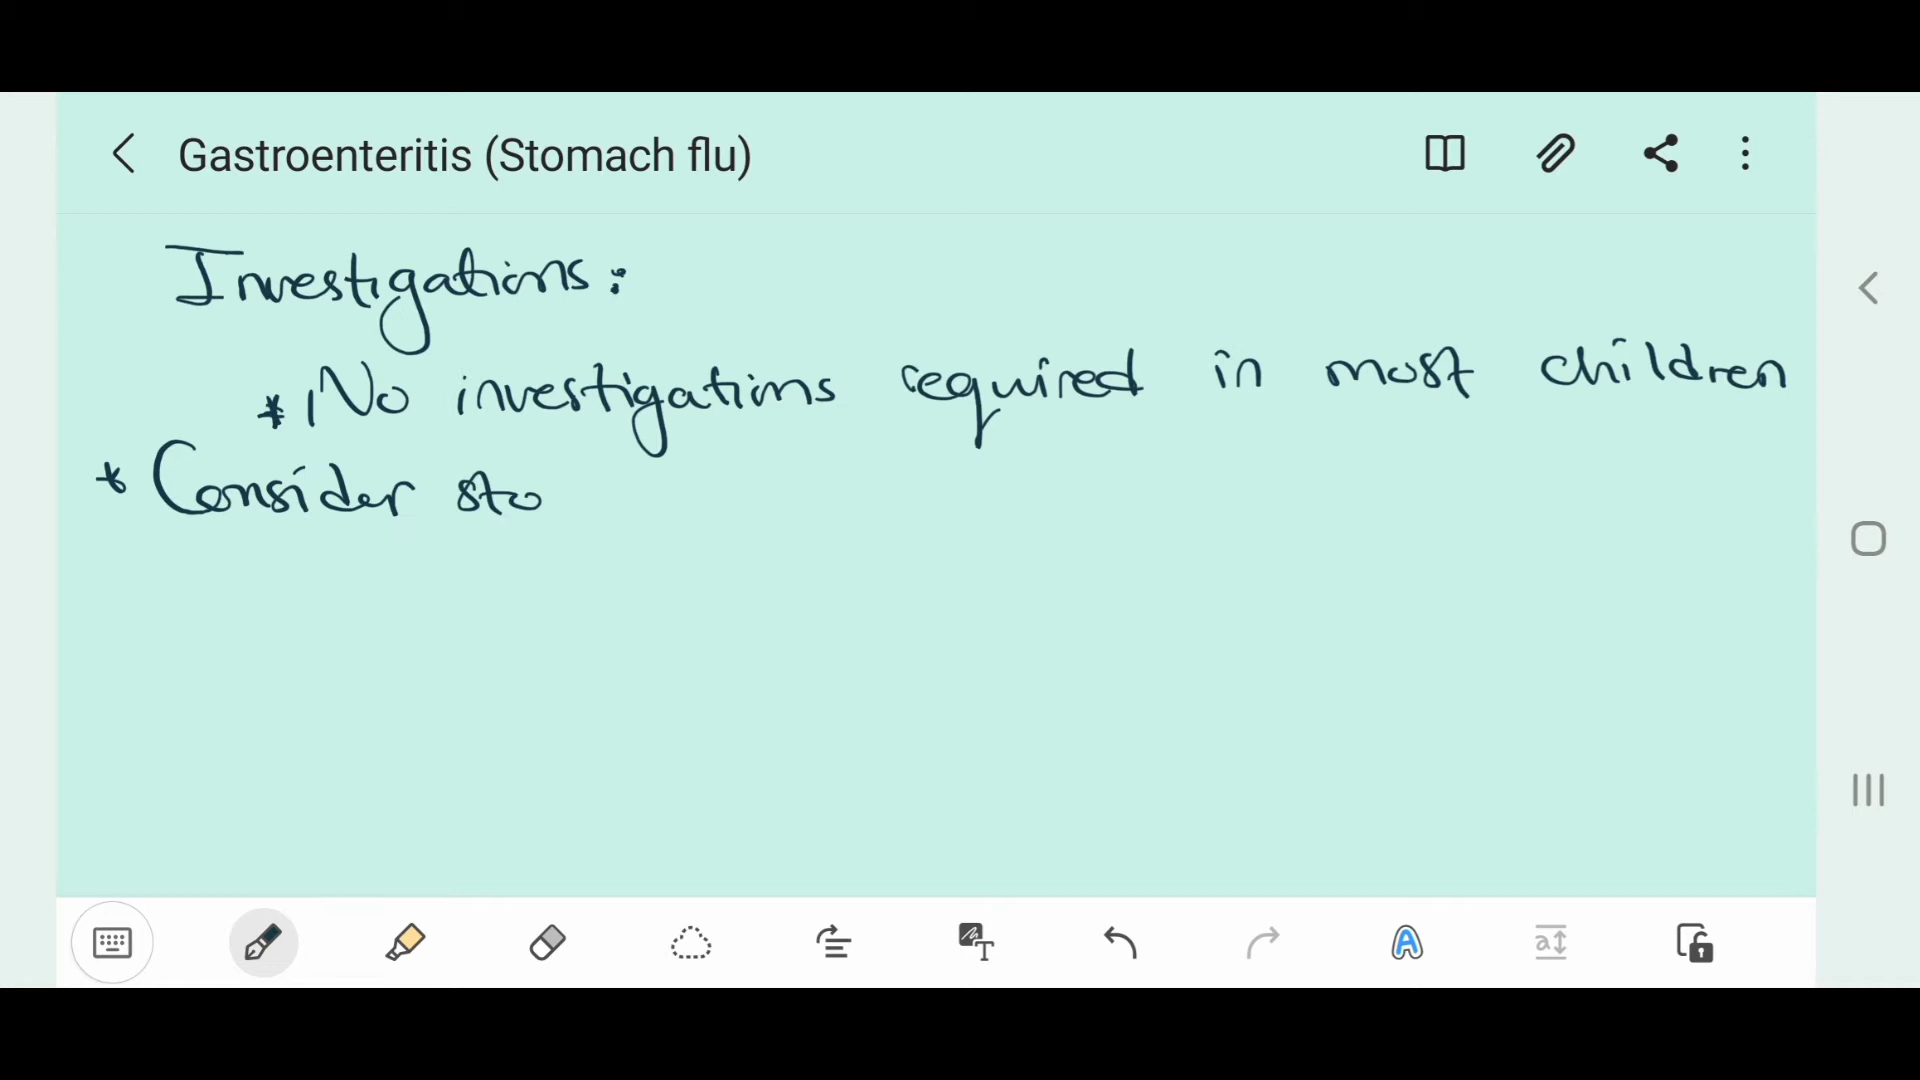 Gastroenteritis (Stomach flu)
Investigations:
* No investigations required in most children
* Consider sto